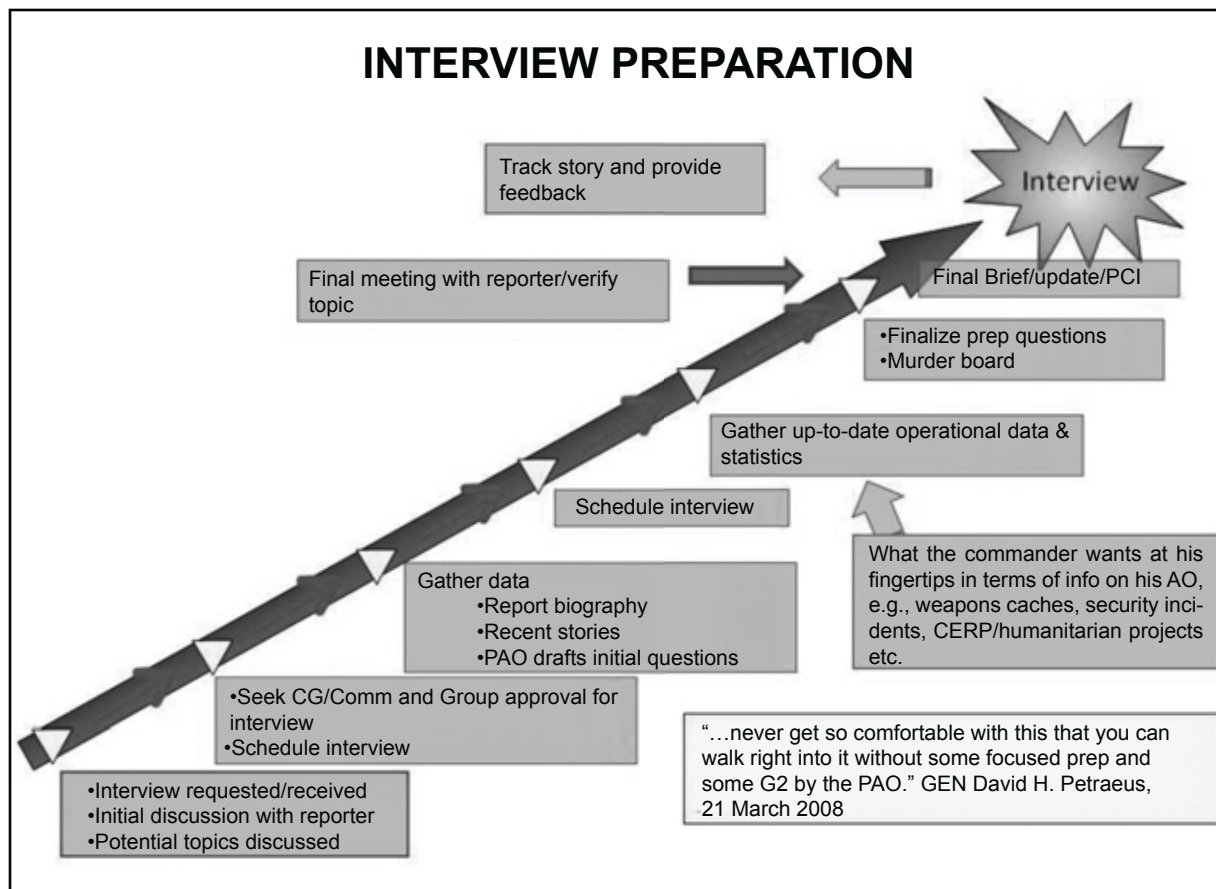 INTERVIEW PREPARATION
Interview
Track story and provide
feedback
Final meeting with reporter/verify
topic
Final Brief/update/PCI
•Finalize prep questions
•Murder board
Gather up-to-date operational data &
statistics
Schedule interview
What the commander wants at his
fingertips in terms of info on his AO,
e.g., weapons caches, security inci-
dents, CERP/humanitarian projects
etc.
Gather data
•Report biography
•Recent stories
•PAO drafts initial questions
•Seek CG/Comm and Group approval for
interview
•Schedule interview
“…never get so comfortable with this that you can
walk right into it without some focused prep and
some G2 by the PAO.” GEN David H. Petraeus,
21 March 2008
•Interview requested/received
•Initial discussion with reporter
•Potential topics discussed